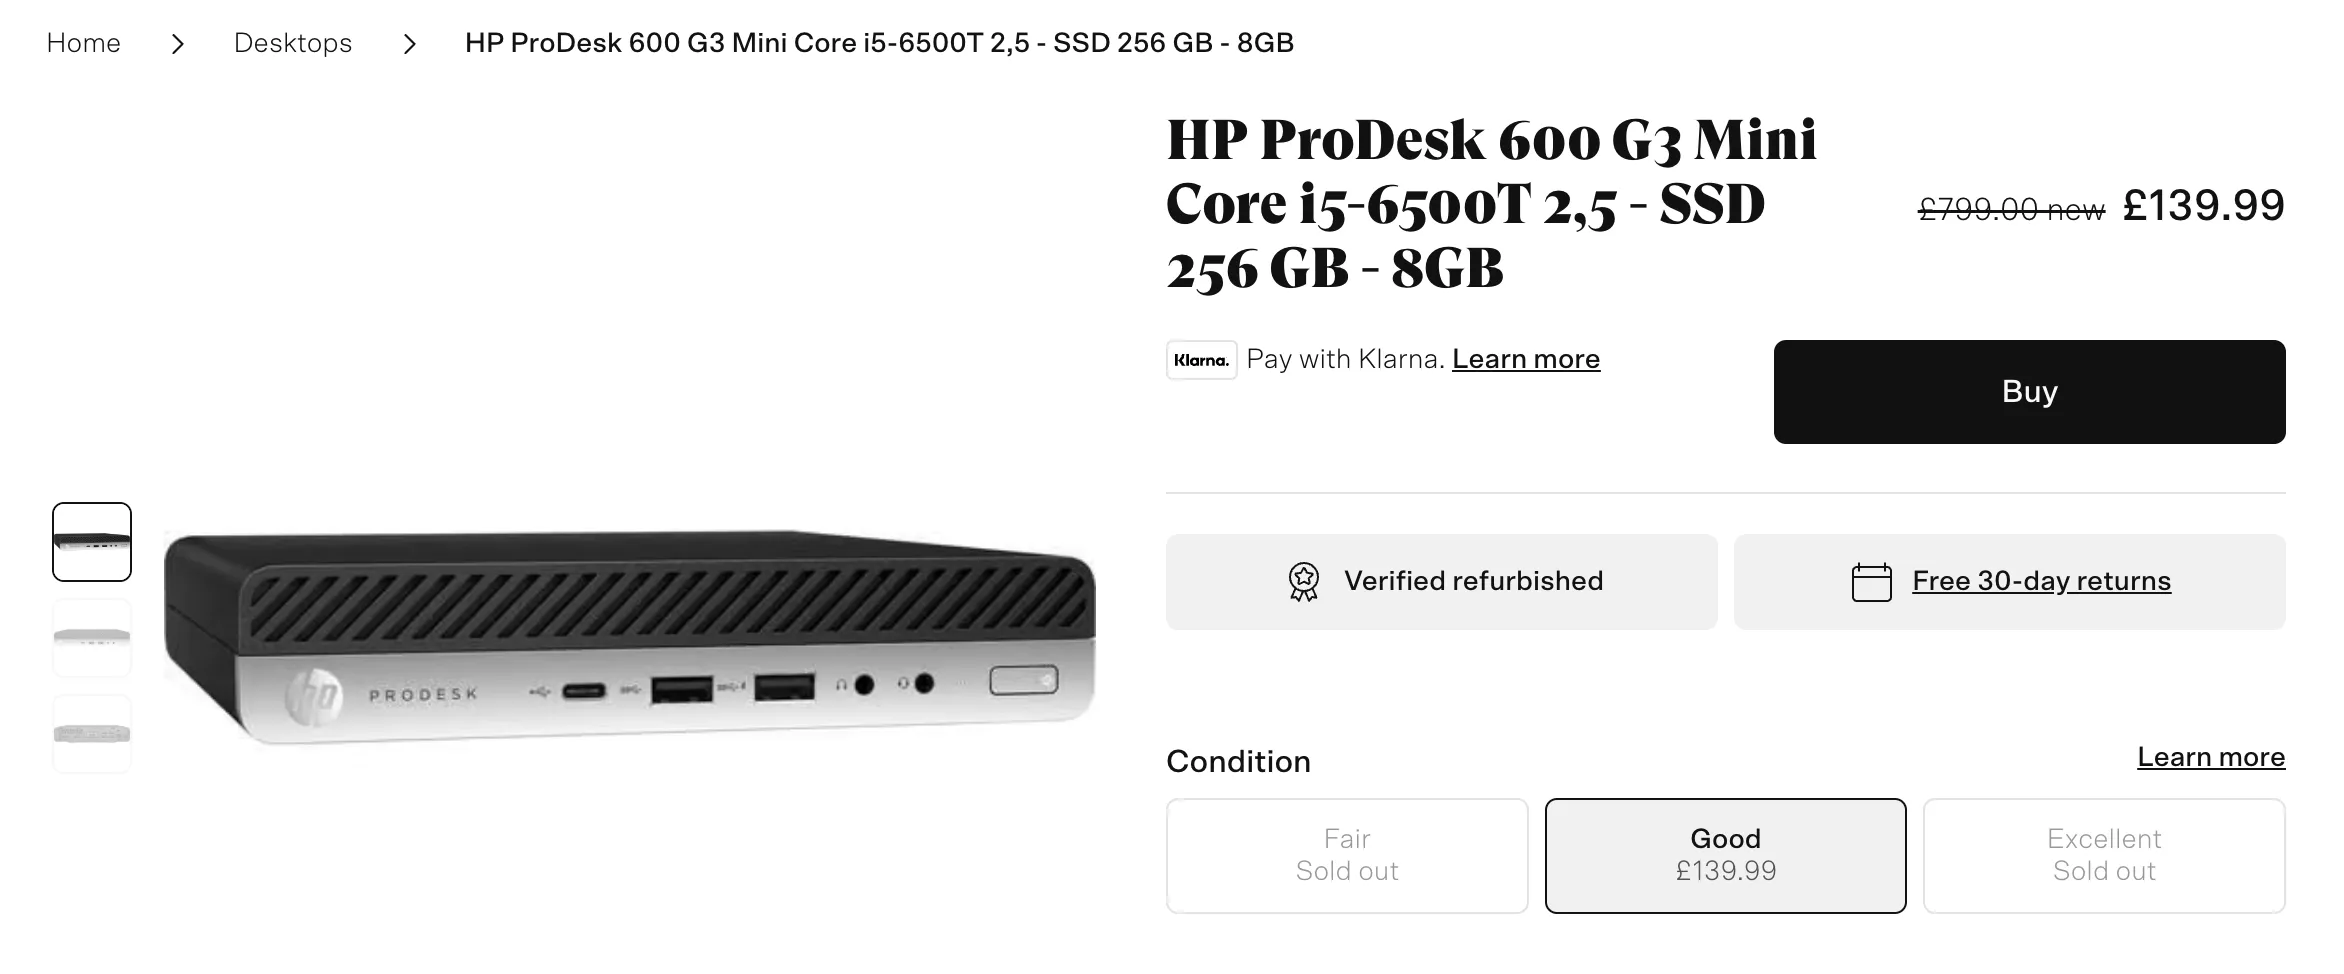 Home > Desktops > HP ProDesk 600 G3 Mini Core i5-6500T 2,5 - SSD 256 GB - 8GB
HP ProDesk 600 G3 Mini
Core i5-6500T 2,5 - SSD
256 GB - 8GB
£799.00 new £139.99
Klarna. Pay with Klarna. Learn more
Buy
hp PRODESK
Verified refurbished
Free 30-day returns
Condition
Learn more
Fair
Sold out
Good
£139.99
Excellent
Sold out